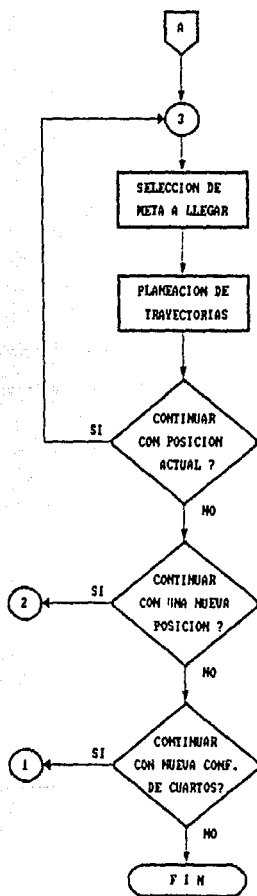 A
3
SELECCION DE
META A LLEGAR
PLANEACION DE
TRAYECTORIAS
CONTINUAR
SI
CON POSICION
ACTUAL ?
NO
CONTINUAR
SI
2
CON UNA NUEVA
POSICION ?
NO
CONTINUAR
SI
1
CON NUEVA CONF.
DE CUARTOS?
NO
F I N